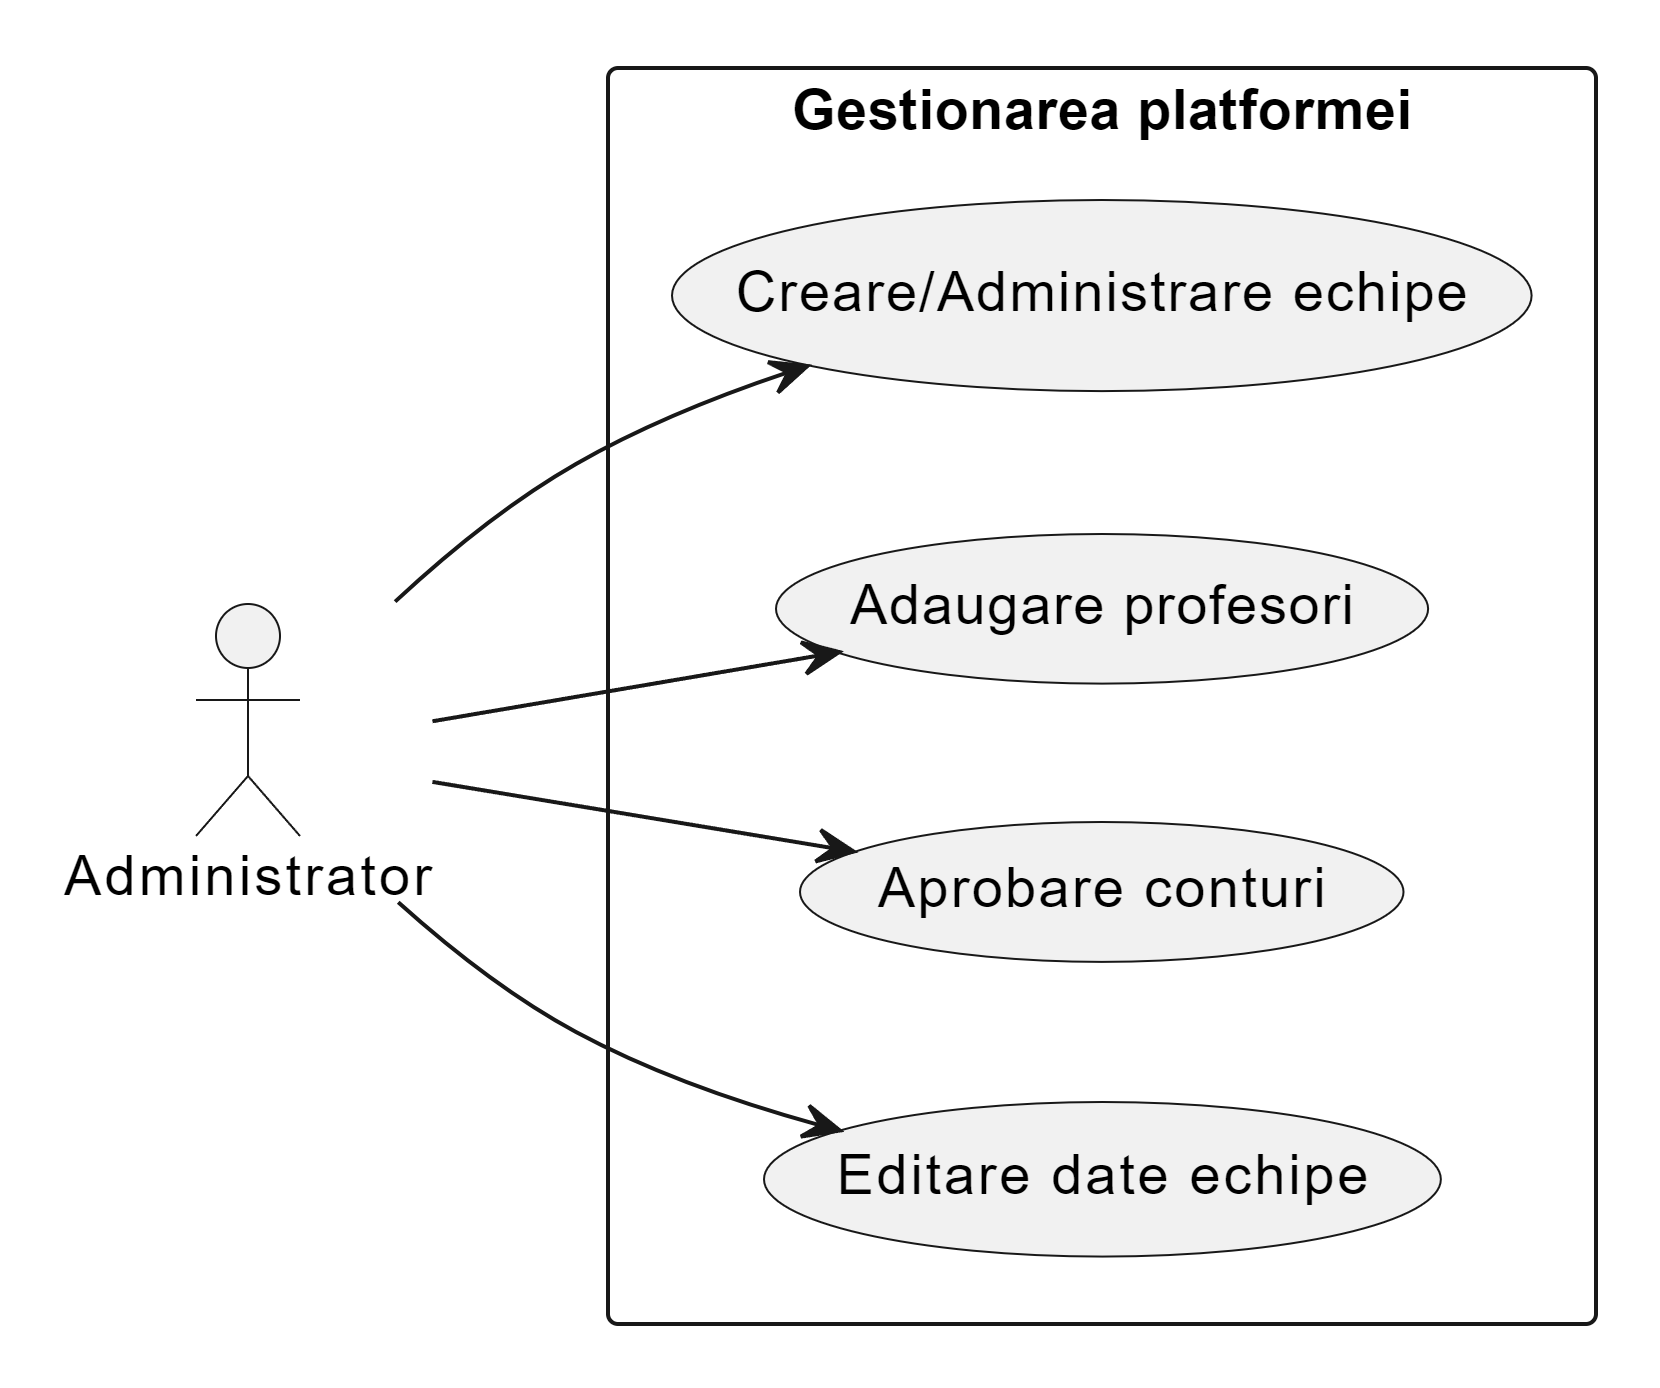 Gestionarea platformei
Creare/Administrare echipe
Adaugare profesori
Aprobare conturi
Administrator
Editare date echipe